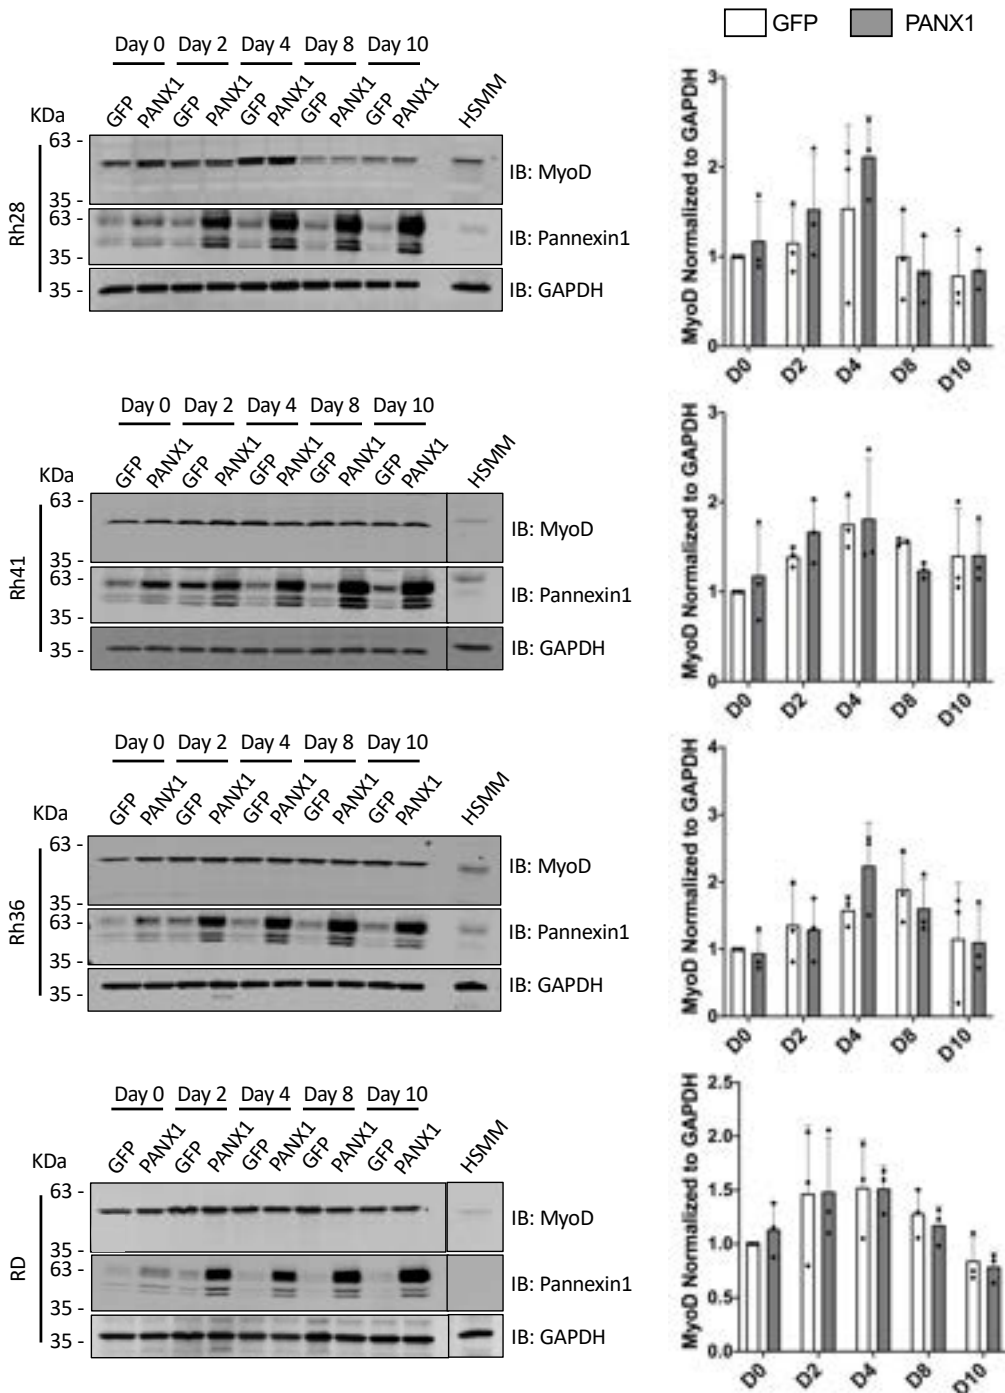 GFP PANX1
Day 0 Day 2 Day 4 Day 8 Day 10
GFP PANX1 GFP PANX1 GFP PANX1 GFP PANX1 GFP PANX1 HSMM
KDa
Rh28
63 -
IB: MyoD
35 -
63 -
IB: Pannexin1
35 -
35 -
IB: GAPDH
MyoD Normalized to GAPDH
3
2
1
0
D0 D2 D4 D8 D10
Day 0 Day 2 Day 4 Day 8 Day 10
GFP PANX1 GFP PANX1 GFP PANX1 GFP PANX1 GFP PANX1 HSMM
KDa
Rh41
63 -
IB: MyoD
35 -
63 -
IB: Pannexin1
35 -
35 -
IB: GAPDH
MyoD Normalized to GAPDH
3
2
1
0
D0 D2 D4 D8 D10
Day 0 Day 2 Day 4 Day 8 Day 10
GFP PANX1 GFP PANX1 GFP PANX1 GFP PANX1 GFP PANX1 HSMM
KDa
Rh36
63 -
IB: MyoD
35 -
63 -
IB: Pannexin1
35 -
35 -
IB: GAPDH
MyoD Normalized to GAPDH
4
3
2
1
0
D0 D2 D4 D8 D10
Day 0 Day 2 Day 4 Day 8 Day 10
GFP PANX1 GFP PANX1 GFP PANX1 GFP PANX1 GFP PANX1 HSMM
KDa
RD
63 -
IB: MyoD
35 -
63 -
IB: Pannexin1
35 -
35 -
IB: GAPDH
MyoD Normalized to GAPDH
2.5
2.0
1.5
1.0
0.5
0.0
D0 D2 D4 D8 D10